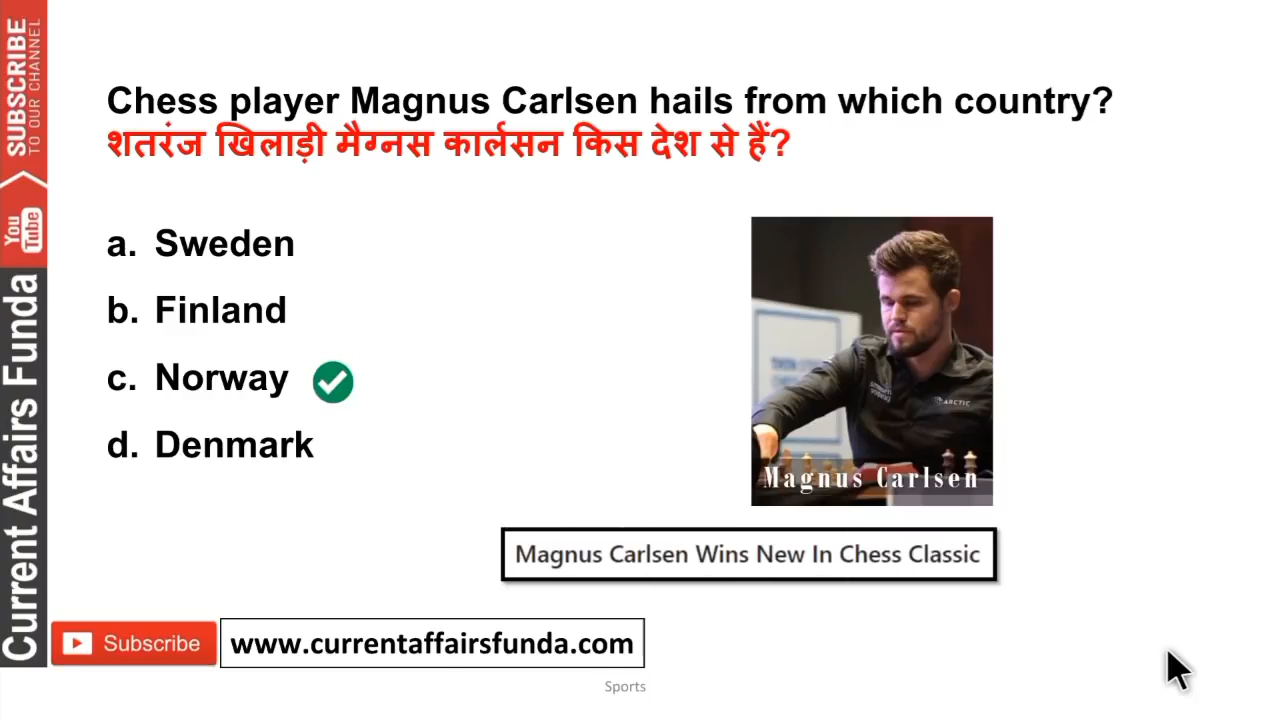 SUBSCRIBE
TO OUR CHANNEL
You
Tube
Current Affairs Funda
Chess player Magnus Carlsen hails from which country?
शतरंज खिलाड़ी मैग्नस कार्लसन किस देश से हैं?
a. Sweden
b. Finland
c. Norway
d. Denmark
ARCTIC
Magnus Carlsen
Magnus Carlsen Wins New In Chess Classic
Subscribe
www.currentaffairsfunda.com
Sports